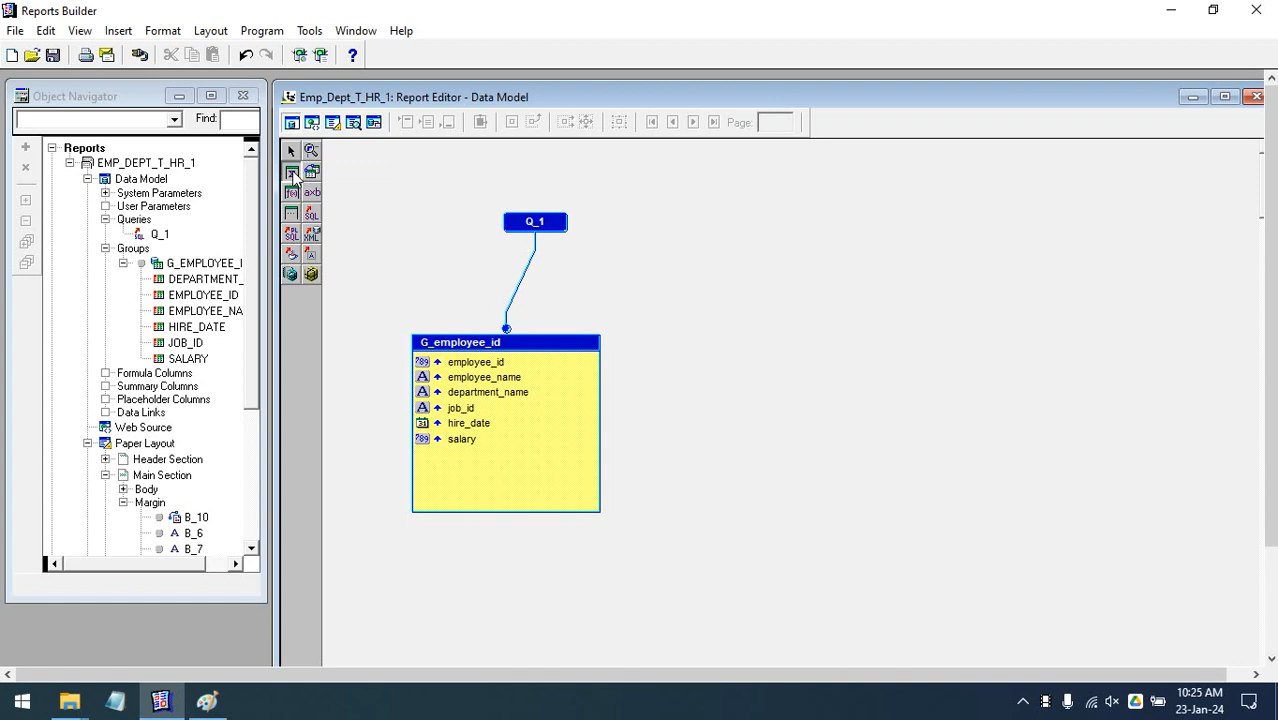 Reports Builder
File Edit View Insert Format Layout Program Tools Window Help
Object Navigator
Find:
Reports
EMP_DEPT_T_HR_1
Data Model
System Parameters
User Parameters
Queries
Q_1
Groups
G_EMPLOYEE_I
DEPARTMENT_
EMPLOYEE_ID
EMPLOYEE_NA
HIRE_DATE
JOB_ID
SALARY
Formula Columns
Summary Columns
Placeholder Columns
Data Links
Web Source
Paper Layout
Header Section
Main Section
Body
Margin
B_10
B_6
B_7
Emp_Dept_T_HR_1: Report Editor - Data Model
Page:
Q_1
G_employee_id
employee_id
employee_name
department_name
job_id
hire_date
salary
10:25 AM
23-Jan-24